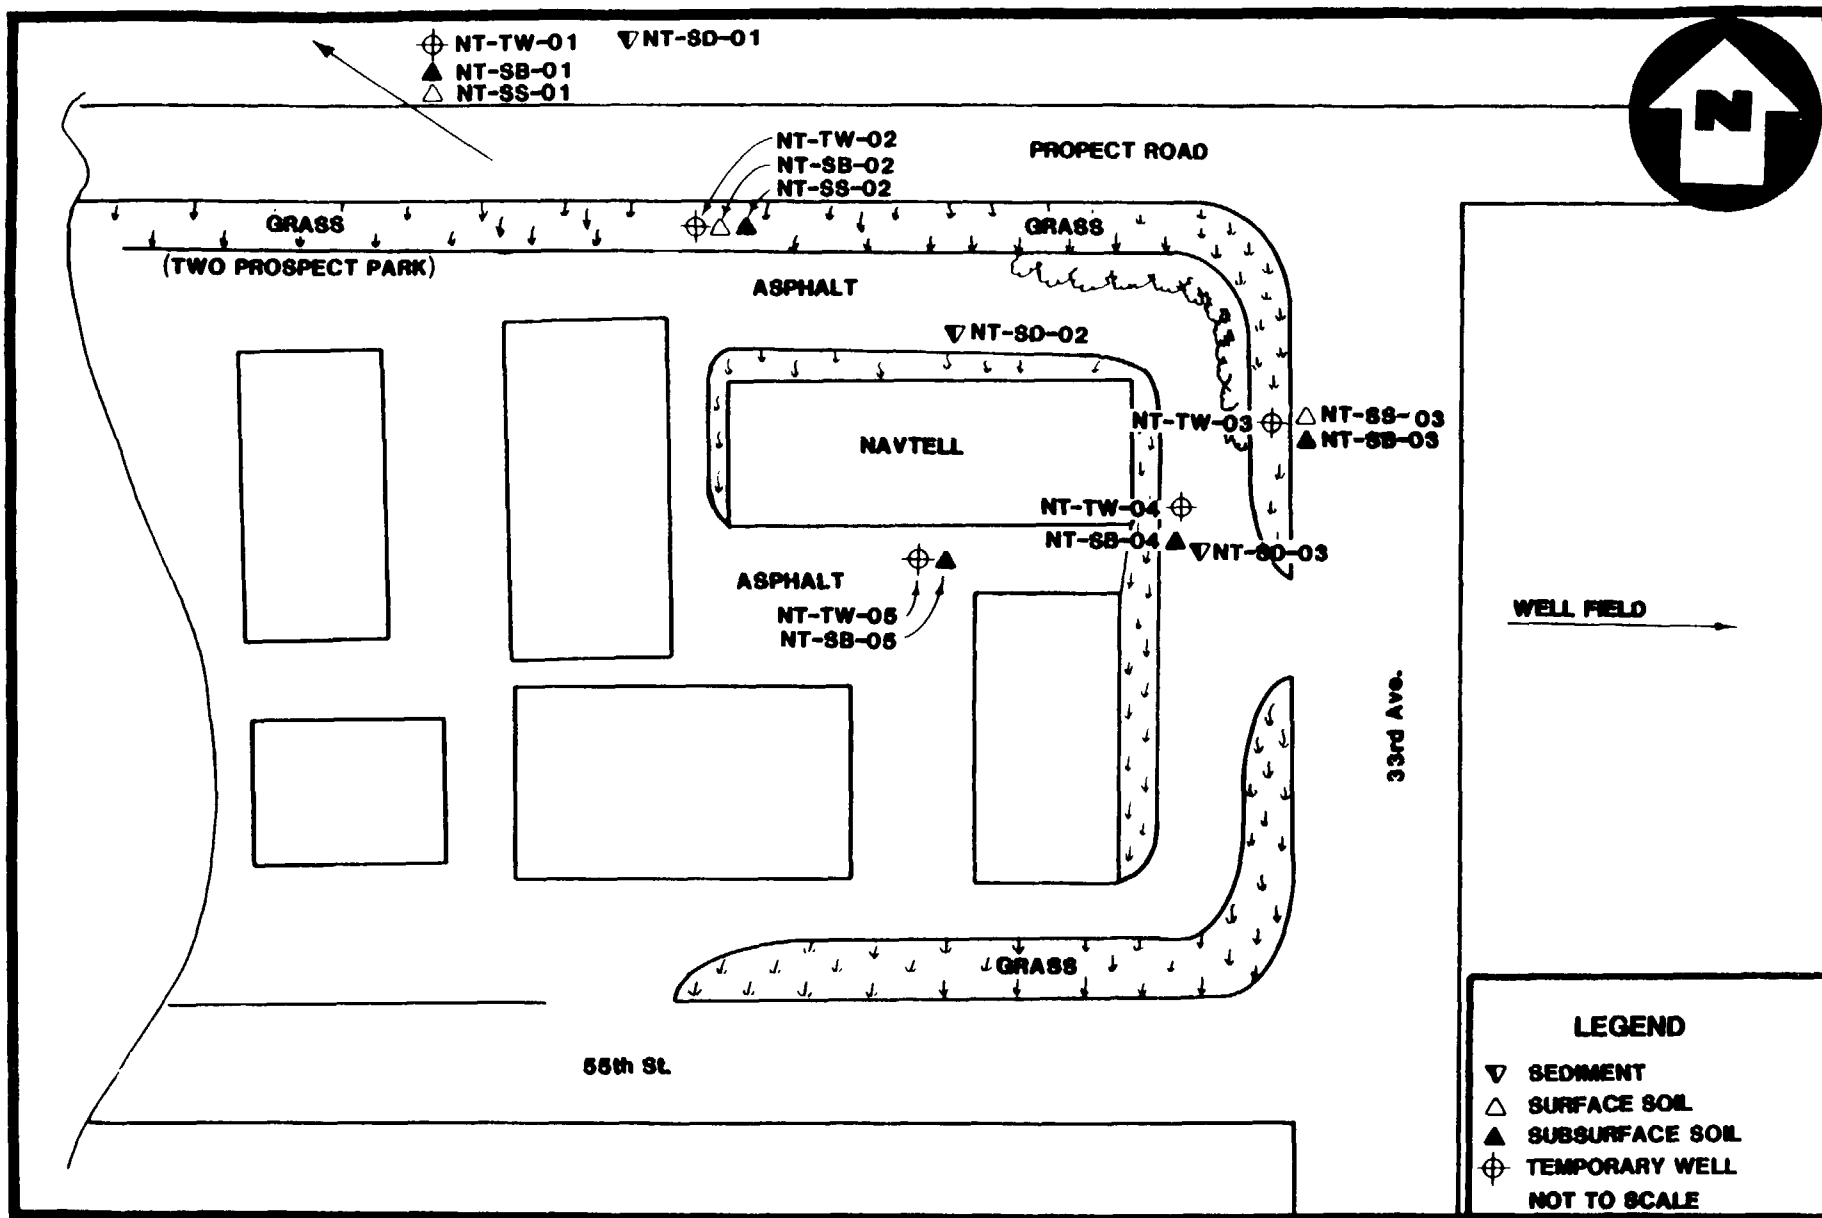 NT-TW-01
NT-SD-01
NT-SB-01
NT-SS-01
N
NT-TW-02
NT-SB-02
NT-SS-02
PROPECT ROAD
GRASS
GRASS
(TWO PROSPECT PARK)
ASPHALT
NT-SD-02
NT-TW-03
NT-SS-03
NT-SB-03
NAVTELL
NT-TW-04
NT-SB-04
NT-SD-03
ASPHALT
NT-TW-05
NT-SB-05
WELL FIELD
33rd Ave.
GRASS
55th St.
LEGEND
SEDIMENT
SURFACE SOIL
SUBSURFACE SOIL
TEMPORARY WELL
NOT TO SCALE